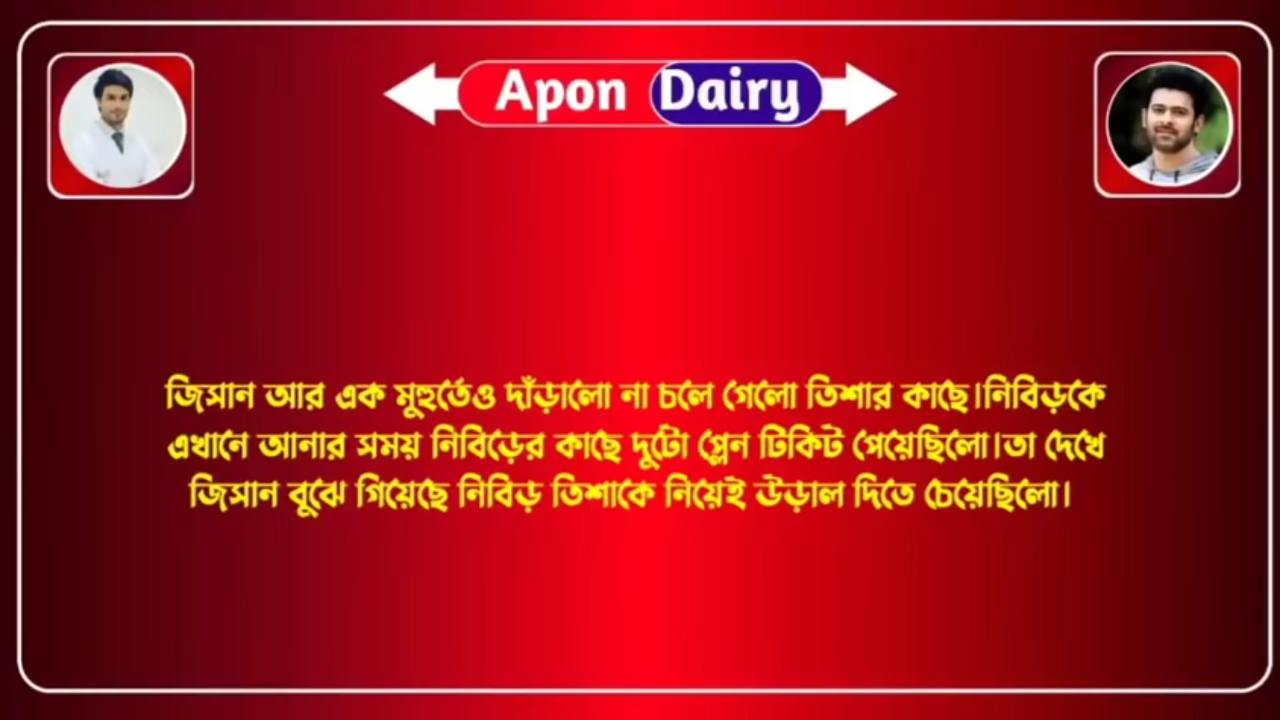 Apon Dairy
জিসান আর এক মুহুর্তেও দাঁড়ালো না চলে গেলো তিশার কাছে।নিবিড়কে
এখানে আনার সময় নিবিড়ের কাছে দুটো প্লেন টিকিট পেয়েছিলো।তা দেখে
জিসান বুঝে গিয়েছে নিবিড় তিশাকে নিয়েই উড়াল দিতে চেয়েছিলো।